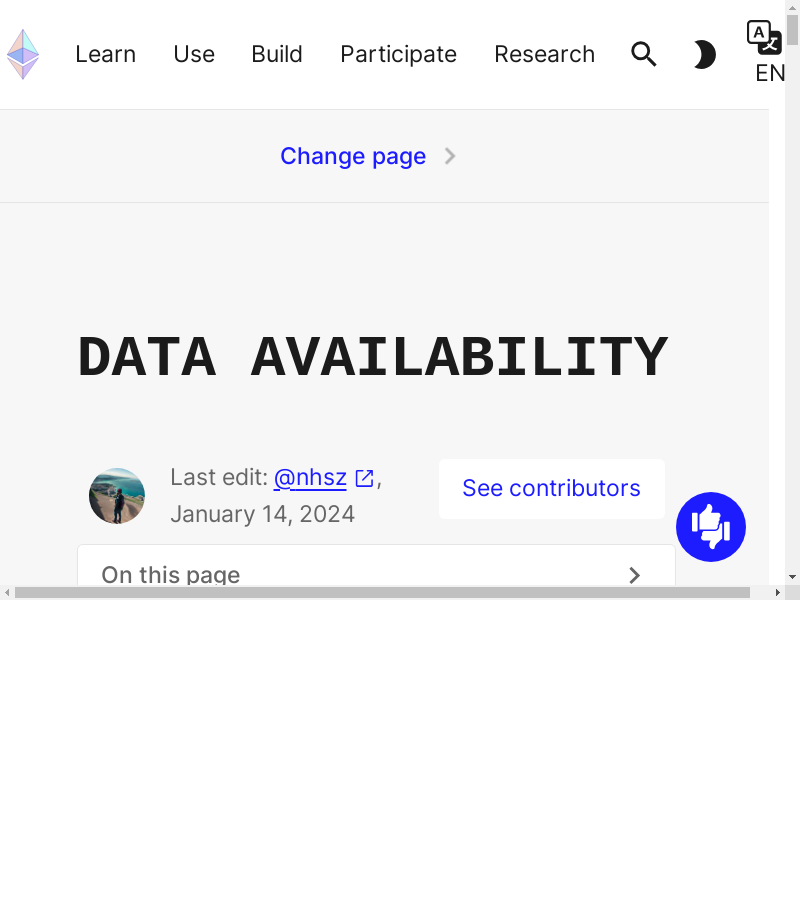 Learn Use Build Participate Research
EN
Change page
DATA AVAILABILITY
Last edit: @nhsz ,
January 14, 2024
See contributors
On this page